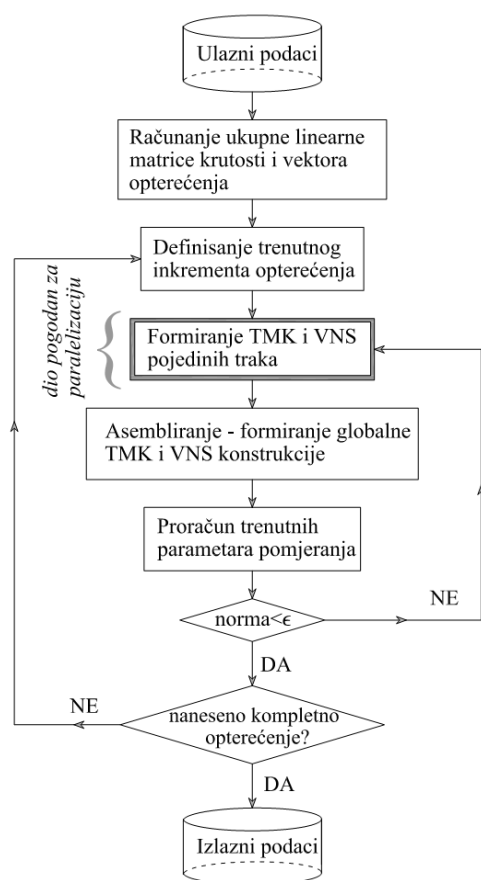 Ulazni podaci
Računanje ukupne linearne
matrice krutosti i vektora
opterećenja
Definisanje trenutnog
inkrementa opterećenja
dio pogodan za
paralelizaciju
Formiranje TMK i VNS
pojedinih traka
Asembliranje - formiranje globalne
TMK i VNS konstrukcije
Proračun trenutnih
parametara pomjeranja
norma<ϵ
NE
DA
naneseno kompletno
opterećenje?
NE
DA
Izlazni podaci